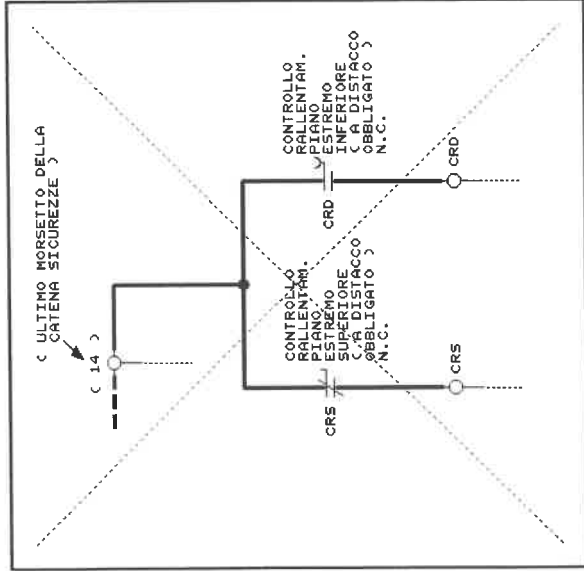 ( ULTIMO MORSETTO DELLA
CATENA SICUREZZE )
( 14 )
CONTROLLO
RALLENTAM.
PIANO
ESTREMO
SUPERIORE
( A DISTACCO
OBBLIGATO )
N.C.
CRS
CRS
CONTROLLO
RALLENTAM.
PIANO
ESTREMO
INFERIORE
( A DISTACCO
OBBLIGATO )
N.C.
CRD
CRD